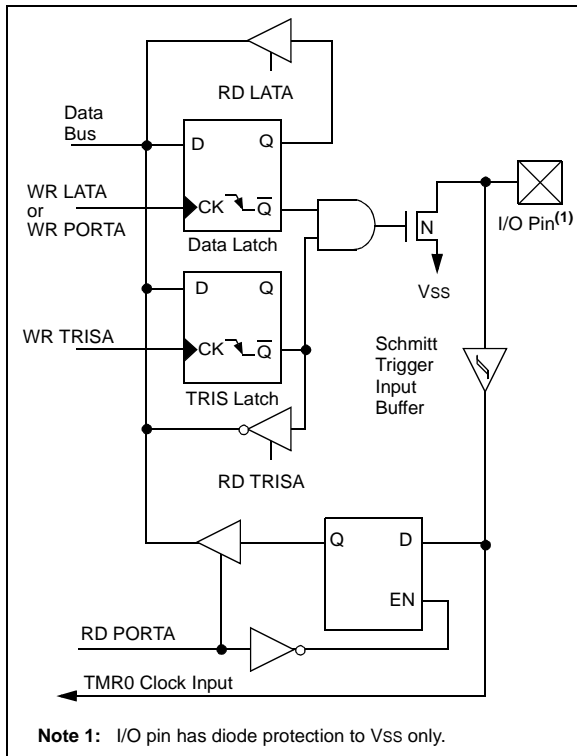 RD LATA
Data
Bus
D
Q
WR LATA
or
WR PORTA
CK
Q̅
N
I/O Pin(1)
Data Latch
VSS
D
Q
WR TRISA
CK
Q̅
Schmitt
Trigger
Input
Buffer
TRIS Latch
RD TRISA
Q
D
EN
RD PORTA
TMR0 Clock Input
Note 1: I/O pin has diode protection to VSS only.